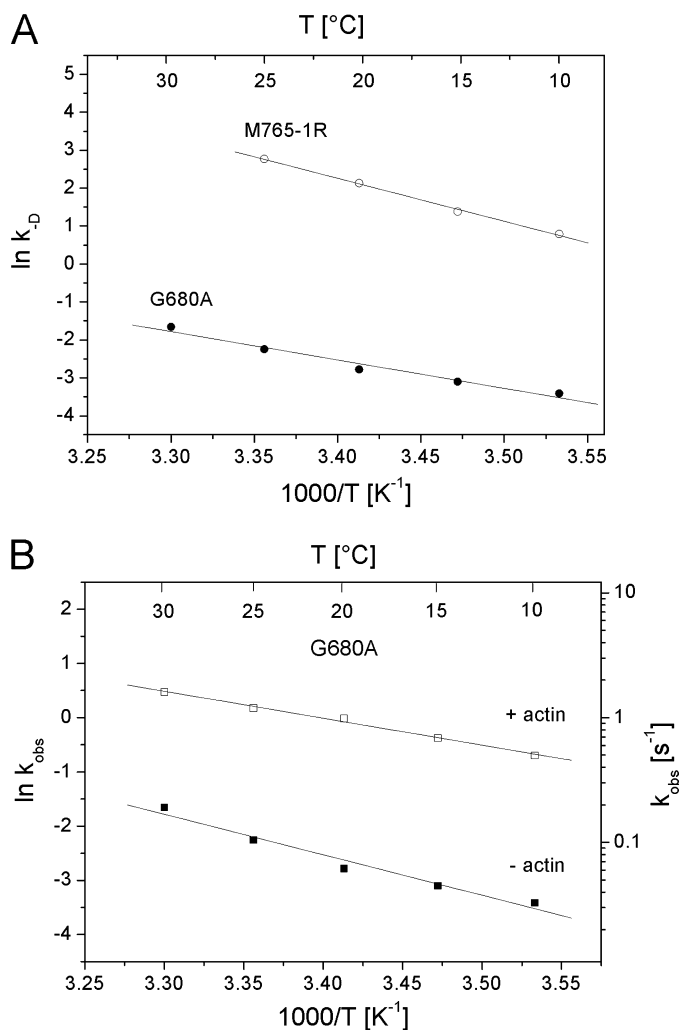 A
T [°C]
30 25 20 15 10
5
4
3
2
1
0
-1
-2
-3
-4
ln k-D
M765-1R
G680A
3.25 3.30 3.35 3.40 3.45 3.50 3.55
1000/T [K-1]
B
T [°C]
30 25 20 15 10
2
1
0
-1
-2
-3
-4
ln kobs
G680A
+ actin
- actin
10
1
0.1
kobs [s-1]
3.25 3.30 3.35 3.40 3.45 3.50 3.55
1000/T [K-1]